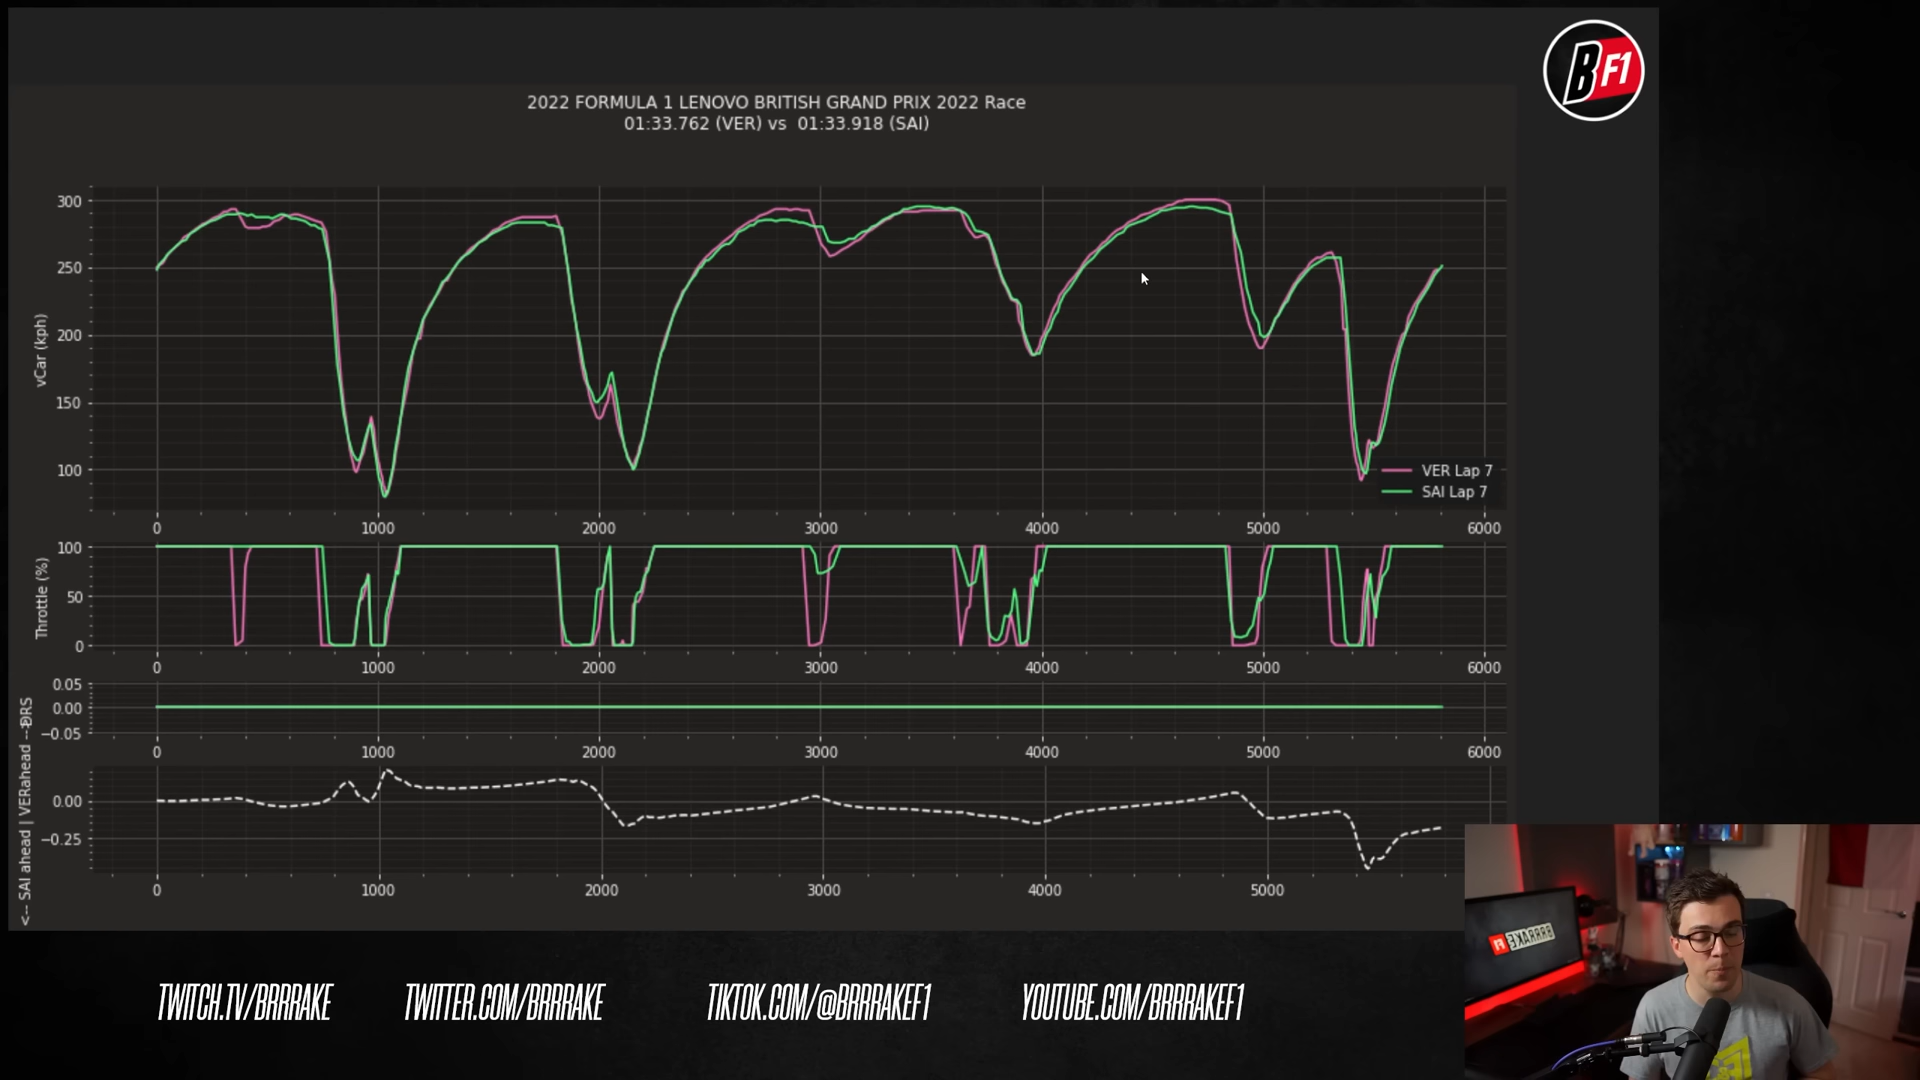 BF1
2022 FORMULA 1 LENOVO BRITISH GRAND PRIX 2022 Race
01:33.762 (VER) vs 01:33.918 (SAI)
vCar (kph)
300
250
200
150
100
VER Lap 7
SAI Lap 7
0 1000 2000 3000 4000 5000 6000
Throttle (%)
100
50
0
0 1000 2000 3000 4000 5000 6000
DRS
0.05
0.00
−0.05
0 1000 2000 3000 4000 5000 6000
<-- SAI ahead | VERahead --
0.00
−0.25
0 1000 2000 3000 4000 5000
BRRRAKE
TWITCH.TV/BRRRAKE TWITTER.COM/BRRRAKE TIKTOK.COM/@BRRRAKEF1 YOUTUBE.COM/BRRRAKEF1